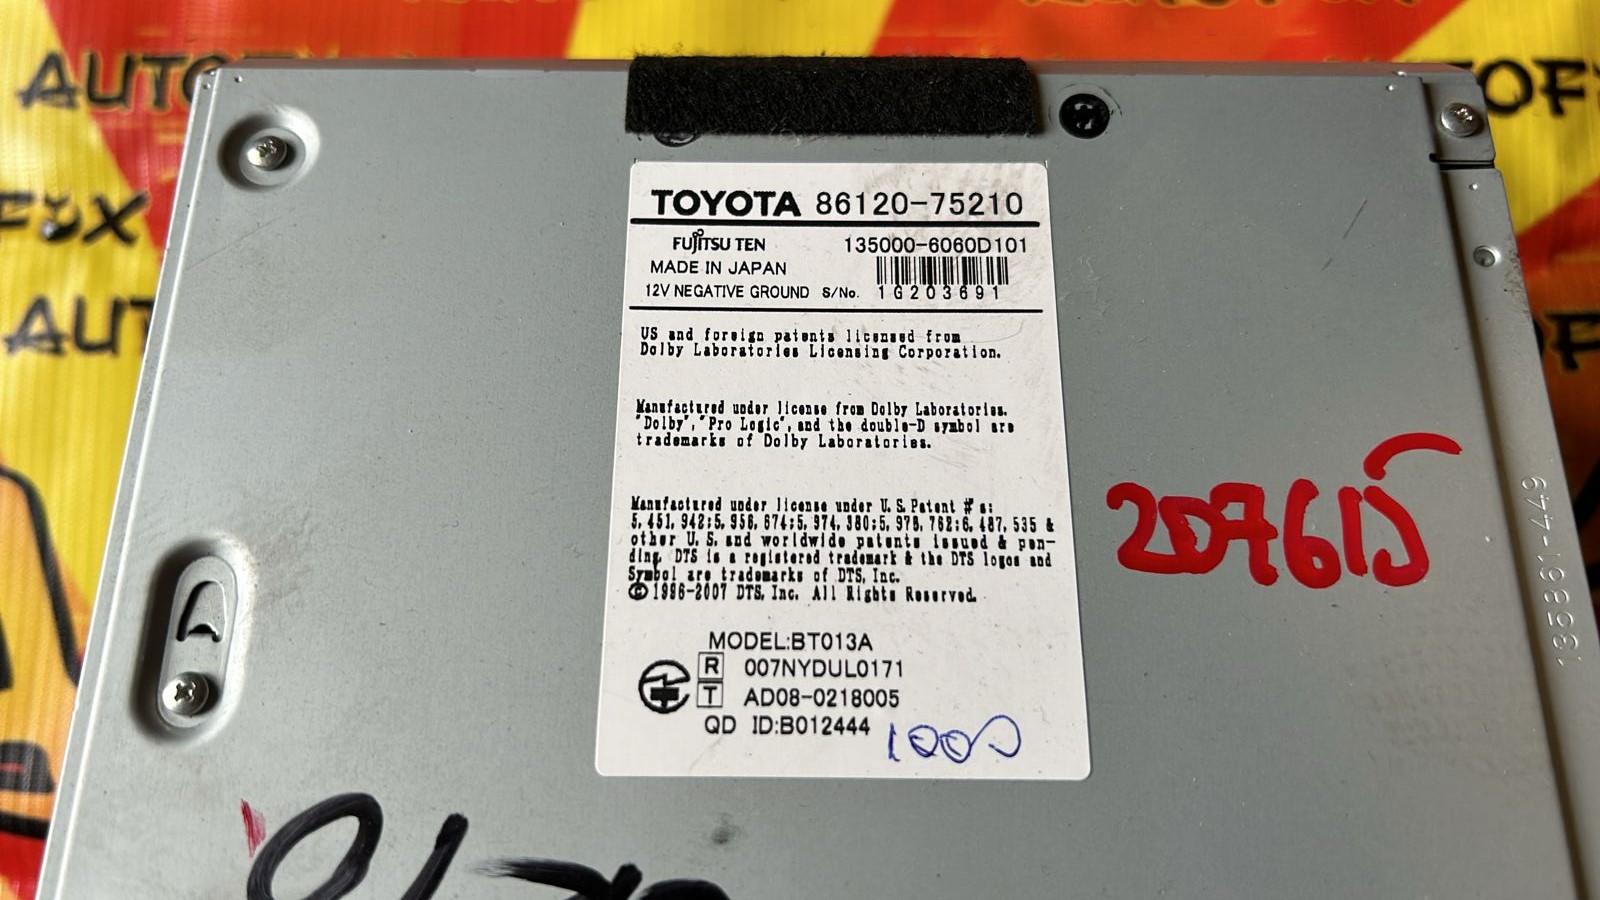 TOYOTA 86120-75210
FUJITSU TEN 135000-6060D101
MADE IN JAPAN
12V NEGATIVE GROUND S/No. 1G203691
US and foreign patents licensed from
Dolby Laboratories Licensing Corporation.
Manufactured under license from Dolby Laboratories.
"Dolby","Pro Logic", and the double-D symbol are
trademarks of Dolby Laboratories.
Manufactured under license under U.S.Patent #'s:
5,451,942;5,956,674;5,974,380;5,978,762;6,487,535 &
other U.S. and worldwide patents issued & pen-
ding. DTS is a registered trademark & the DTS logos and
Symbol are trademarks of DTS, Inc.
©1996-2007 DTS, Inc. All Rights Reserved.
MODEL:BT013A
R 007NYDUL0171
T AD08-0218005
QD ID:B012444
1000
207615
135861-449
AUTOFOX